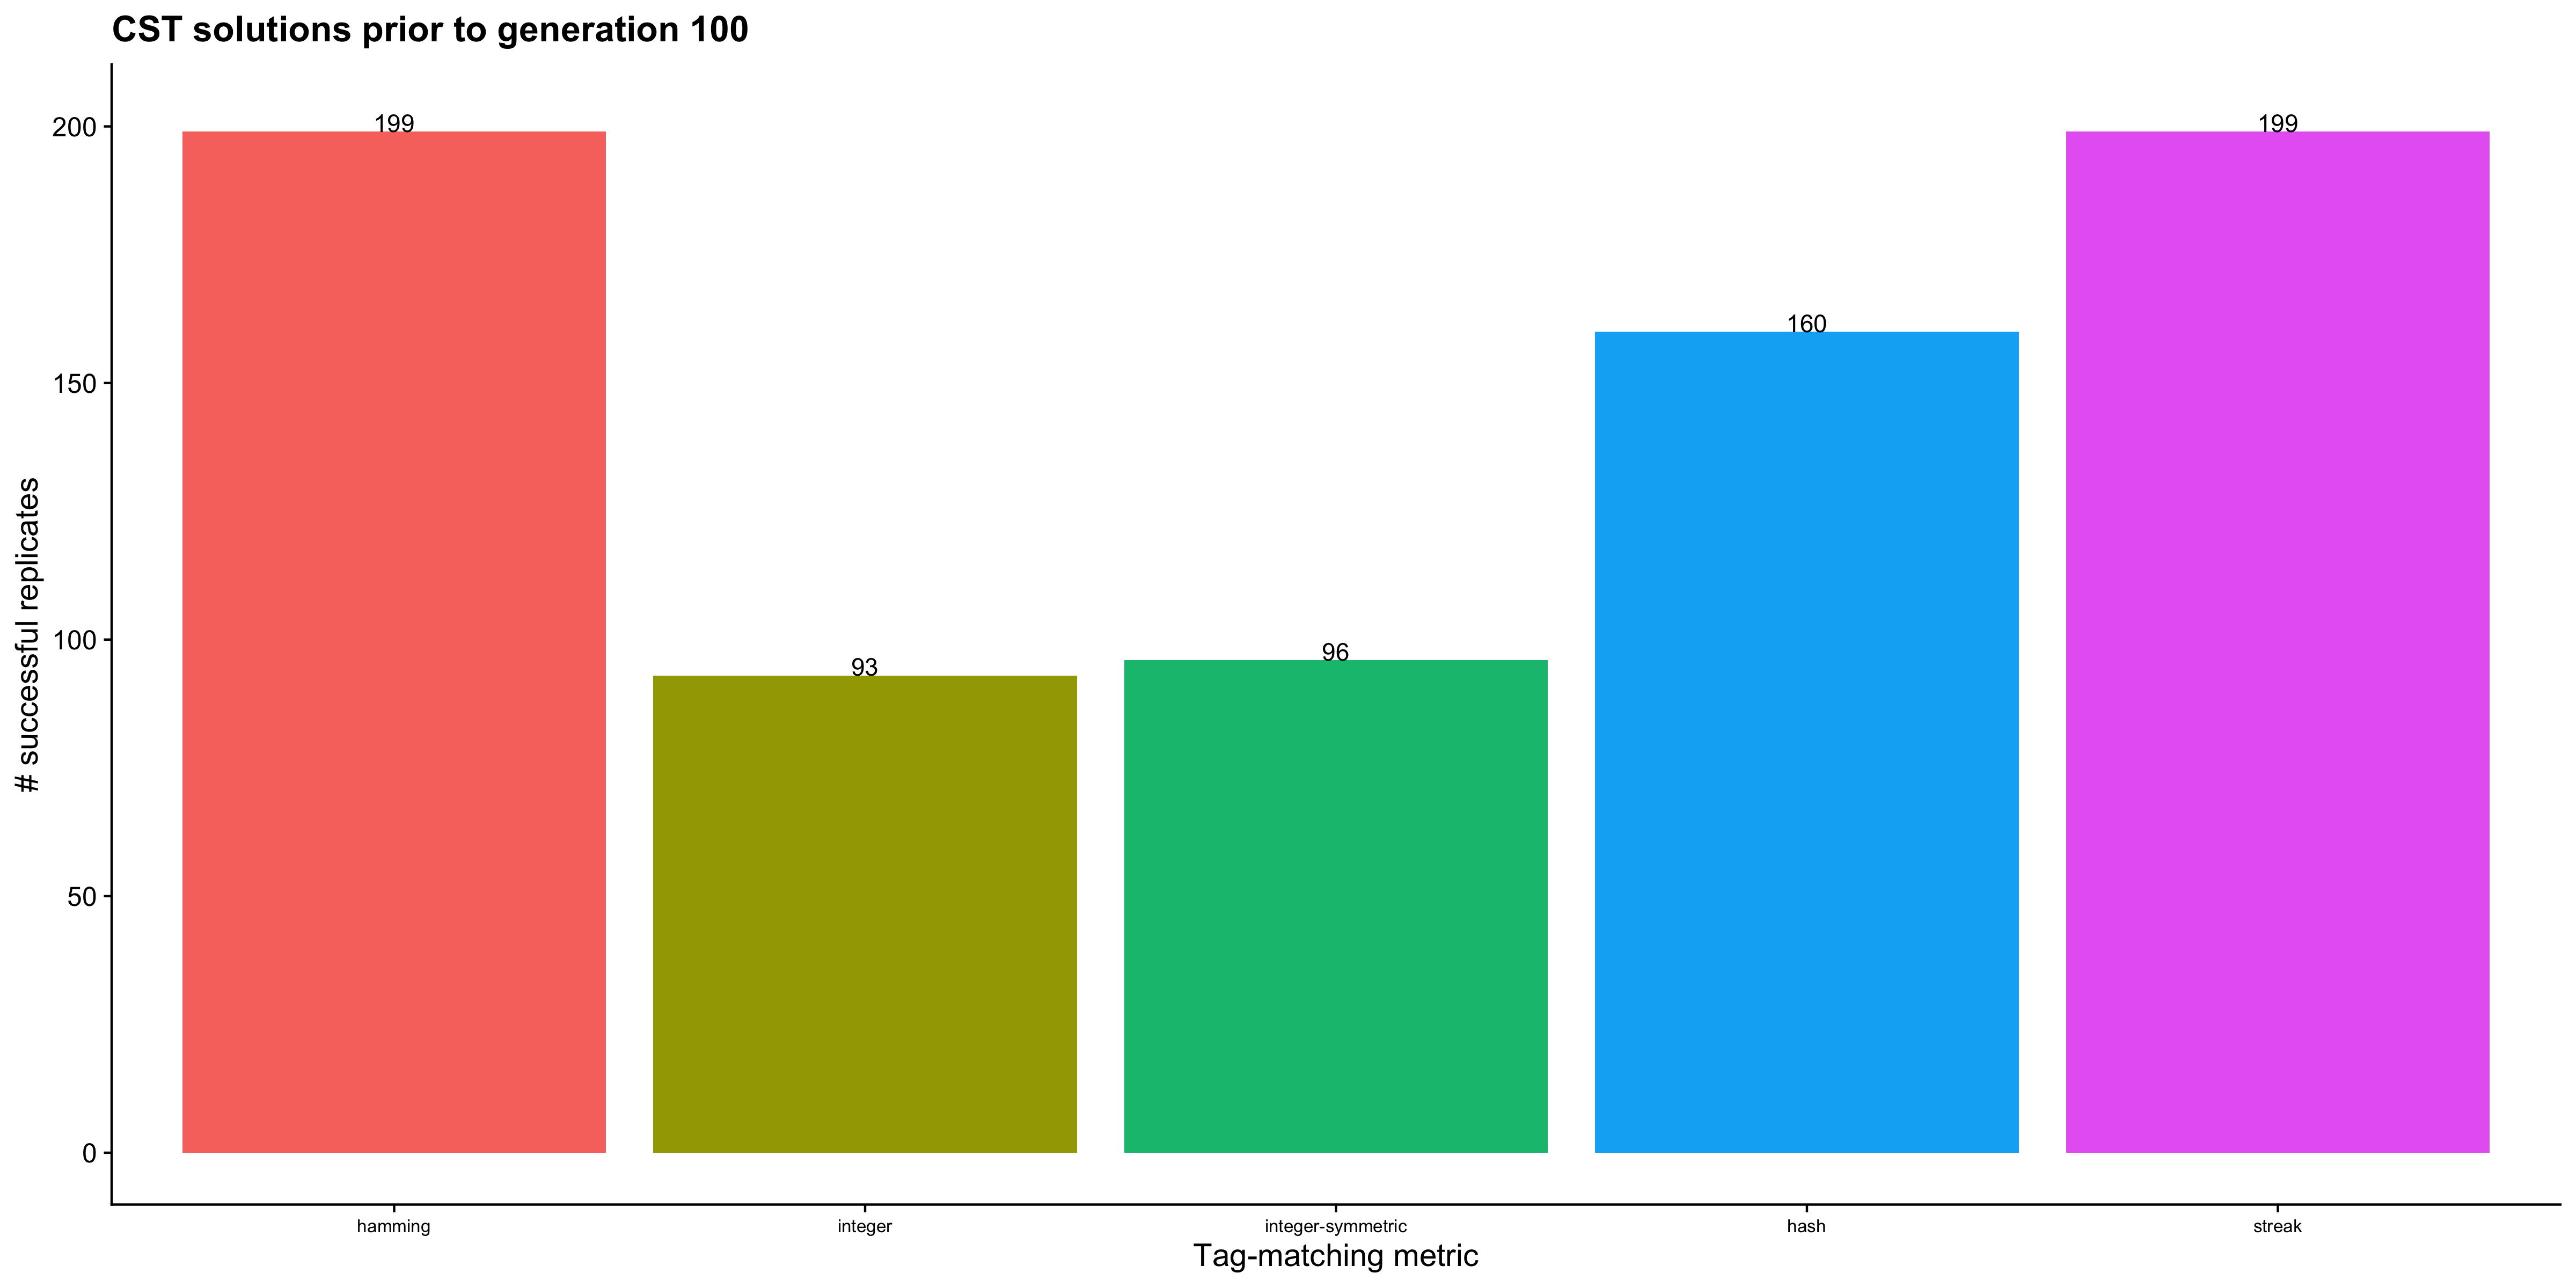 CST solutions prior to generation 100
# successful replicates
200
150
100
50
0
199
93
96
160
199
hamming
integer
integer-symmetric
hash
streak
Tag-matching metric